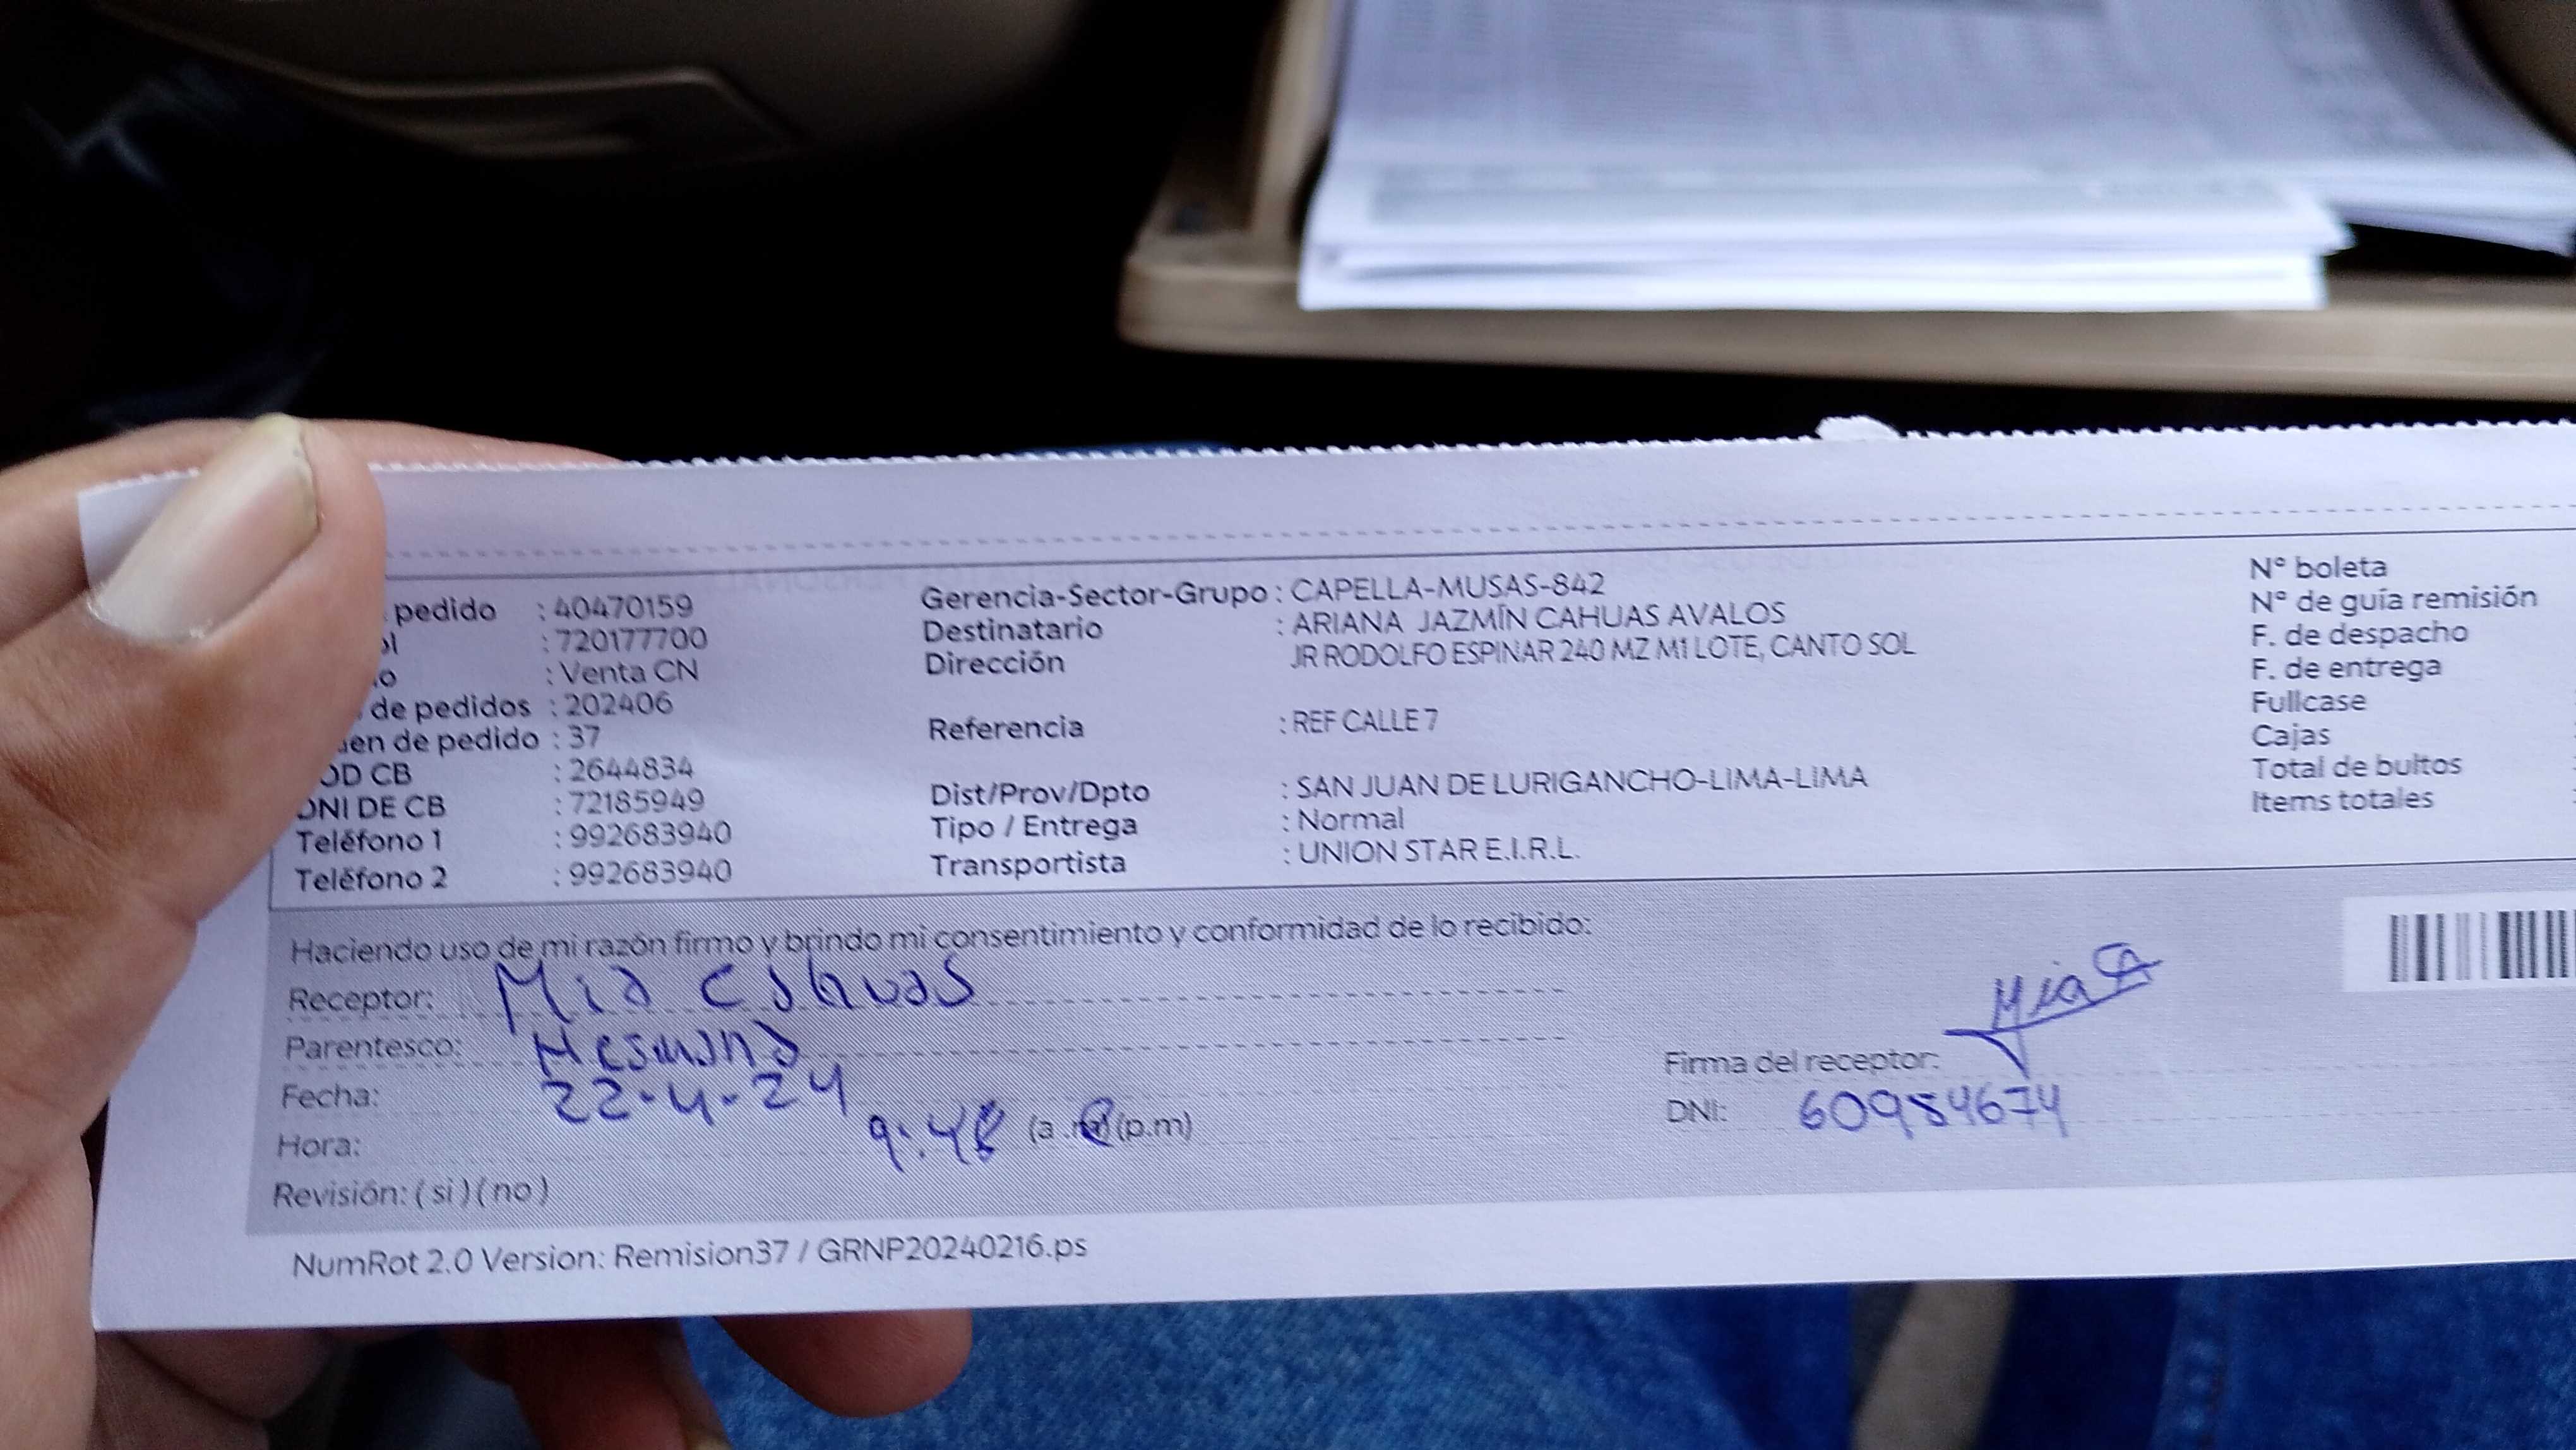 pedido : 40470159
ol : 720177700
o : Venta CN
de pedidos : 202406
en de pedido : 37
OD CB : 2644834
DNI DE CB : 72185949
Teléfono 1 : 992683940
Teléfono 2 : 992683940
Gerencia-Sector-Grupo : CAPELLA-MUSAS-842
Destinatario : ARIANA JAZMÍN CAHUAS AVALOS
Dirección JR RODOLFO ESPINAR 240 MZ M1 LOTE, CANTO SOL
Referencia : REF CALLE 7
Dist/Prov/Dpto : SAN JUAN DE LURIGANCHO-LIMA-LIMA
Tipo / Entrega : Normal
Transportista : UNION STAR E.I.R.L.
N° boleta
N° de guía remisión
F. de despacho
F. de entrega
Fullcase
Cajas
Total de bultos
Items totales
Haciendo uso de mi razón firmo y brindo mi consentimiento y conformidad de lo recibido:
Receptor: Mia Cahuas
Parentesco: Hermana
Fecha: 22-4-24
Hora: 9:48 (a.m) (p.m)
Revisión: ( si ) ( no )
Mia CA
Firma del receptor:
DNI: 60984674
NumRot 2.0 Version: Remision37 / GRNP20240216.ps